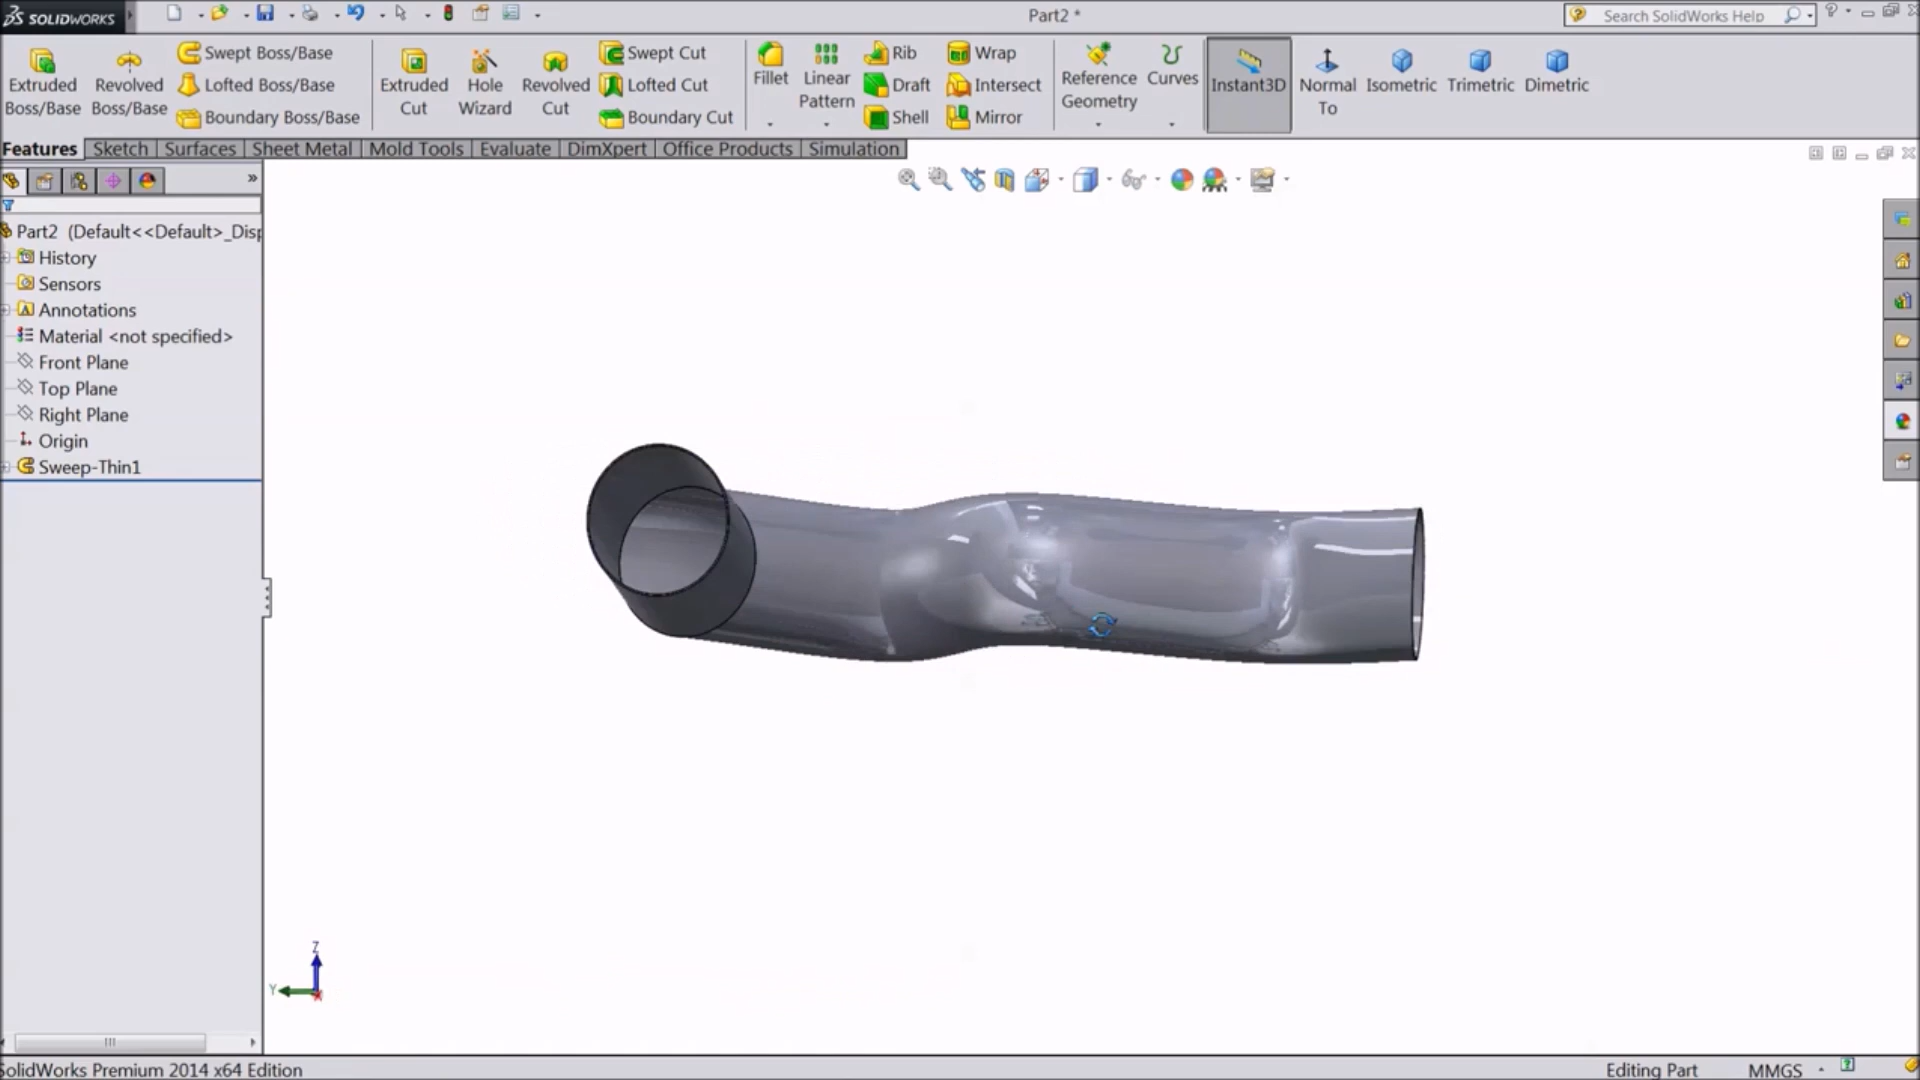 SOLIDWORKS
Part2 *
Search SolidWorks Help
Extruded Boss/Base
Revolved Boss/Base
Swept Boss/Base
Lofted Boss/Base
Boundary Boss/Base
Extruded Cut
Hole Wizard
Revolved Cut
Swept Cut
Lofted Cut
Boundary Cut
Fillet
Linear Pattern
Rib
Draft
Shell
Wrap
Intersect
Mirror
Reference Geometry
Curves
Instant3D
Normal To
Isometric
Trimetric
Dimetric
Features
Sketch
Surfaces
Sheet Metal
Mold Tools
Evaluate
DimXpert
Office Products
Simulation
Part2 (Default<<Default>_Disp
History
Sensors
Annotations
Material <not specified>
Front Plane
Top Plane
Right Plane
Origin
Sweep-Thin1
Z
Y
SolidWorks Premium 2014 x64 Edition
Editing Part
MMGS